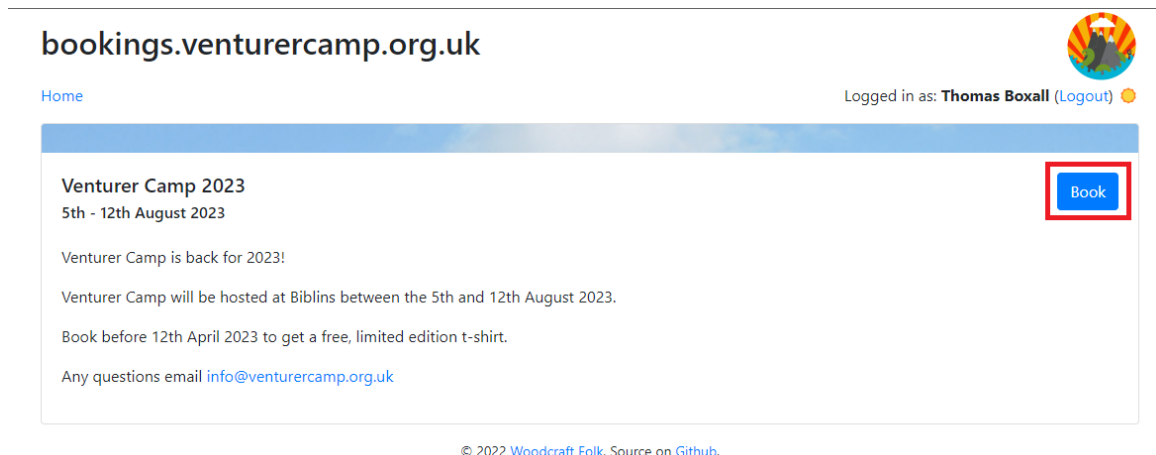 bookings.venturercamp.org.uk
Home
Logged in as: Thomas Boxall (Logout)
Venturer Camp 2023
Book
5th - 12th August 2023
Venturer Camp is back for 2023!
Venturer Camp will be hosted at Biblins between the 5th and 12th August 2023.
Book before 12th April 2023 to get a free, limited edition t-shirt.
Any questions email info@venturercamp.org.uk
© 2022 Woodcraft Folk. Source on Github.